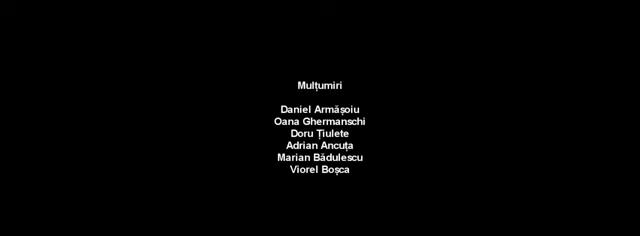 Mulțumiri
Daniel Armășoiu
Oana Ghermanschi
Doru Țiulete
Adrian Ancuța
Marian Bădulescu
Viorel Boșca